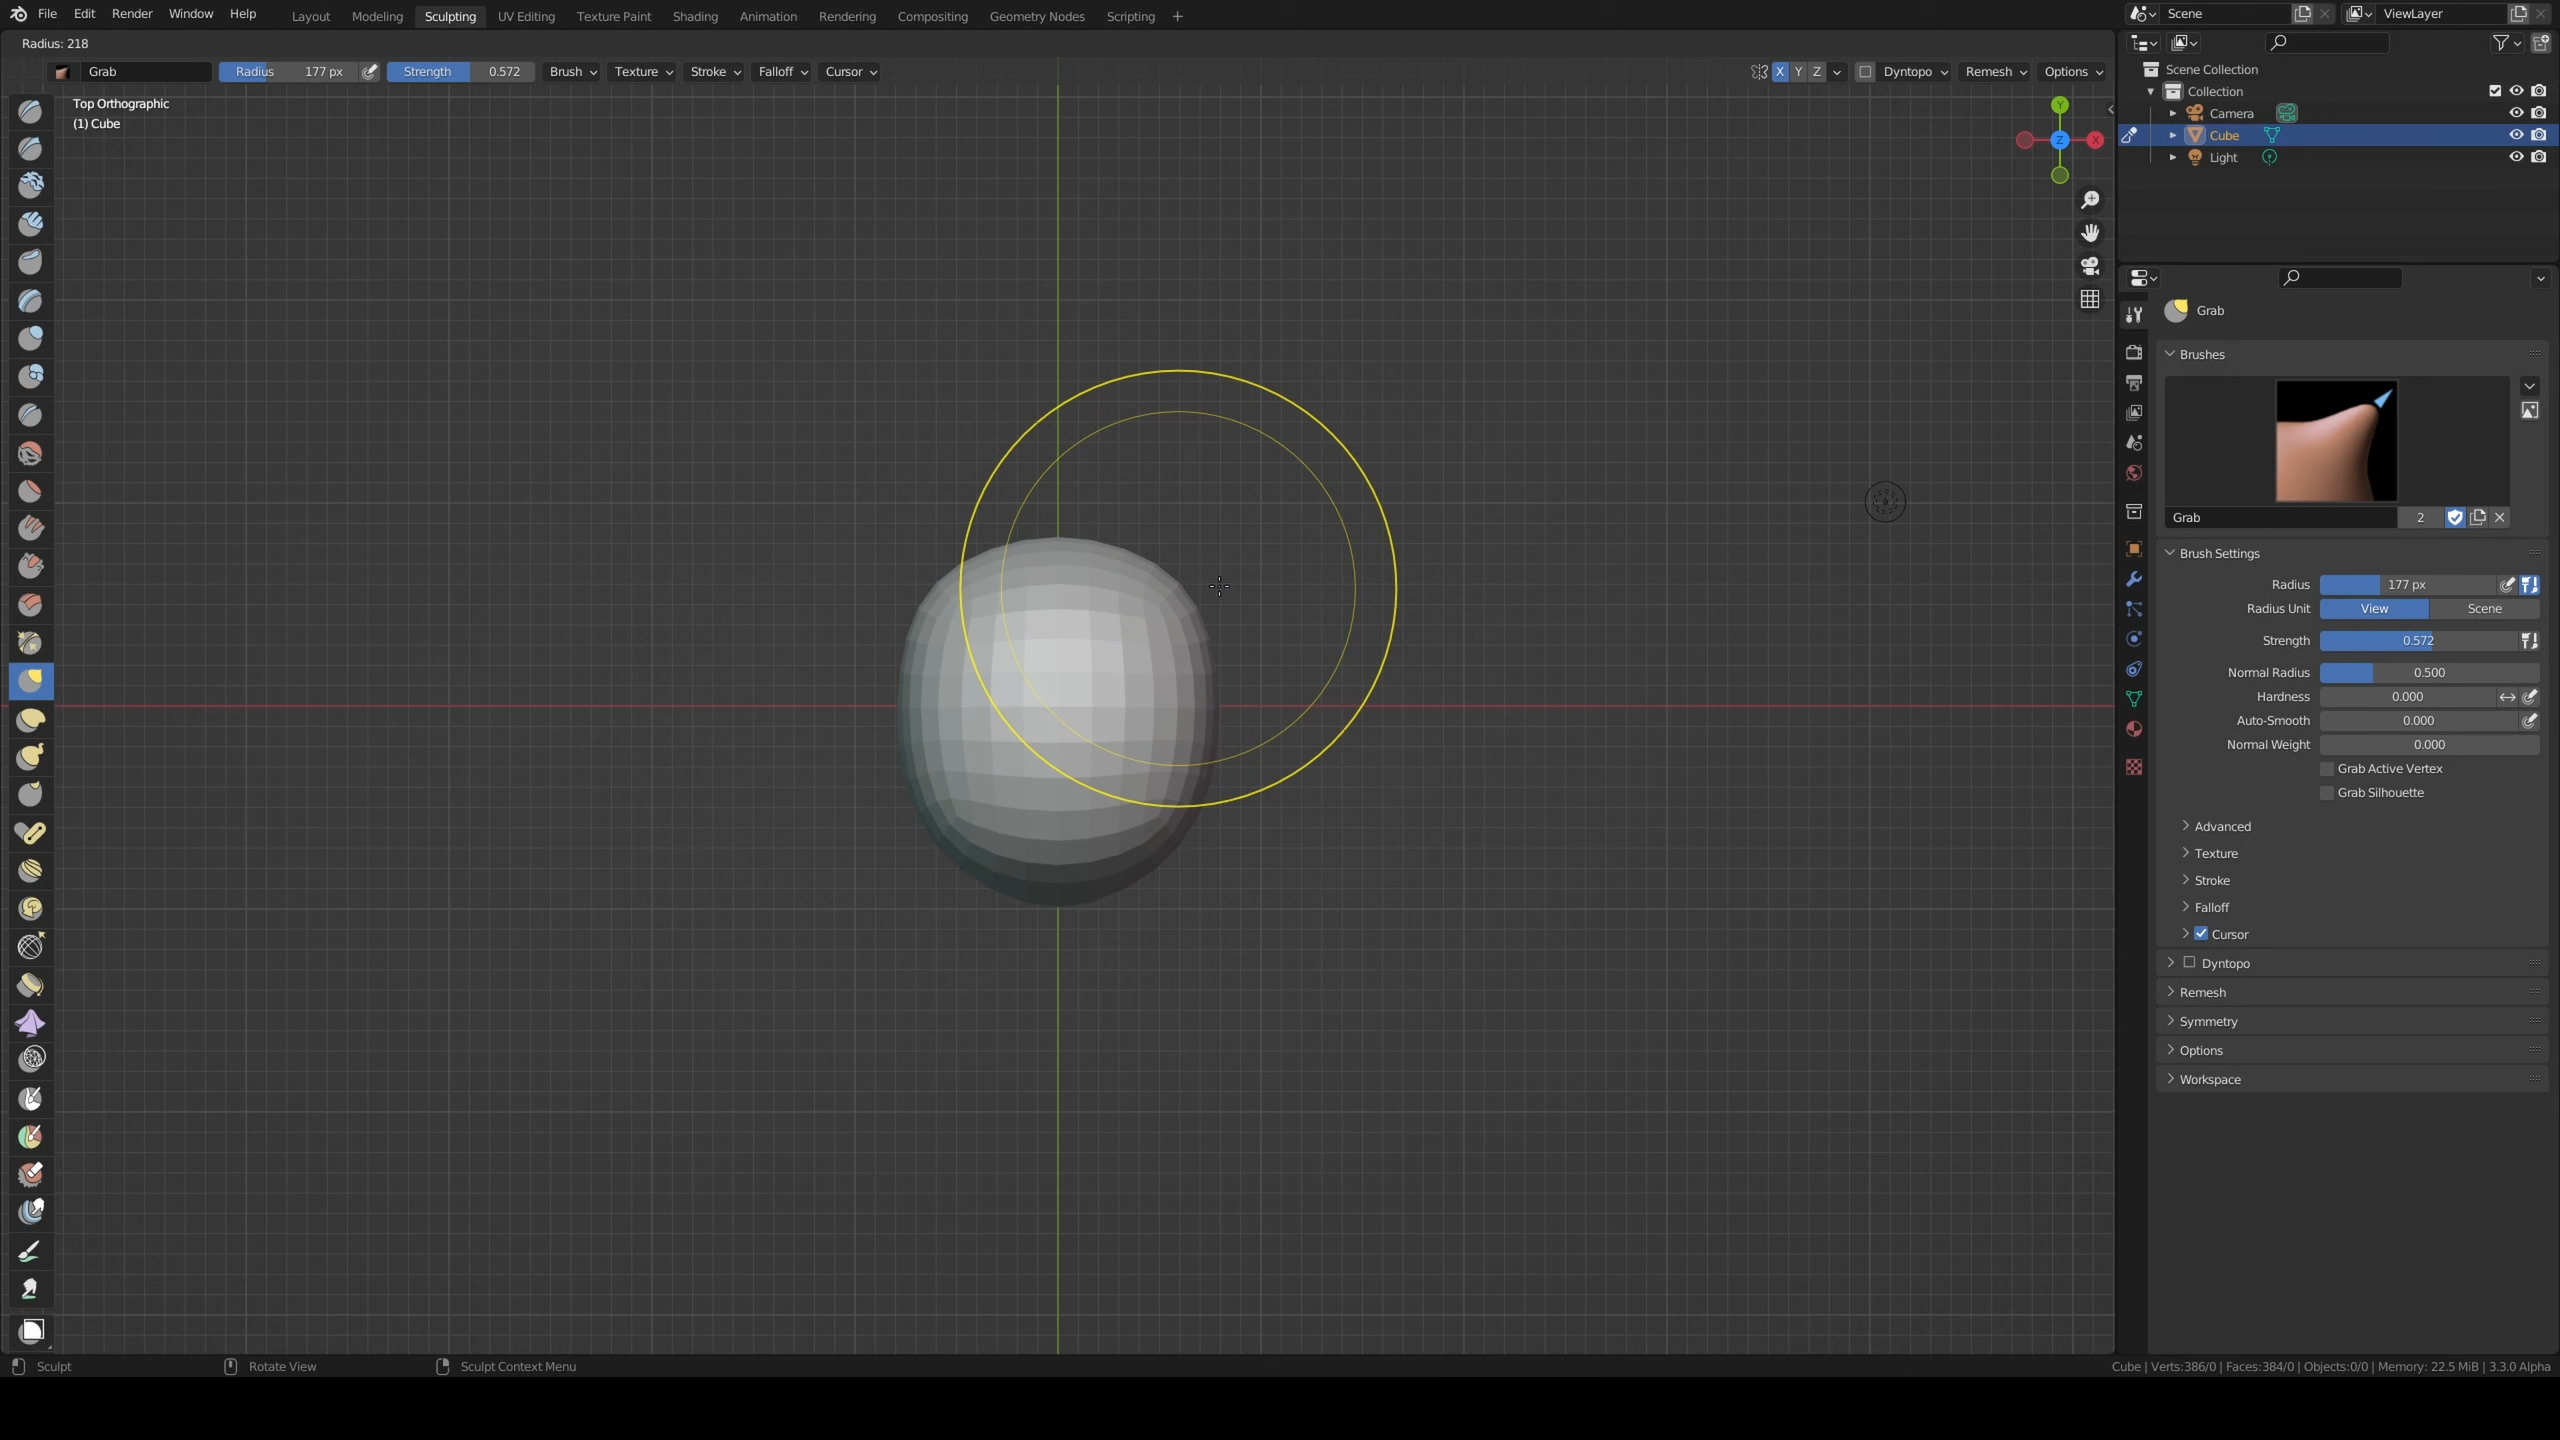 File Edit Render Window Help Layout Modeling Sculpting UV Editing Texture Paint Shading Animation Rendering Compositing Geometry Nodes Scripting + Scene ViewLayer
Radius: 218
Grab Radius 177 px Strength 0.572 Brush Texture Stroke Falloff Cursor X Y Z Dyntopo Remesh Options
Top Orthographic
(1) Cube
Y
Z
X
Scene Collection
Collection
Camera
Cube
Light
Grab
Brushes
Grab 2
Brush Settings
Radius 177 px
Radius Unit View Scene
Strength 0.572
Normal Radius 0.500
Hardness 0.000
Auto-Smooth 0.000
Normal Weight 0.000
Grab Active Vertex
Grab Silhouette
Advanced
Texture
Stroke
Falloff
Cursor
Dyntopo
Remesh
Symmetry
Options
Workspace
Sculpt Rotate View Sculpt Context Menu Cube | Verts:386/0 | Faces:384/0 | Objects:0/0 | Memory: 22.5 MiB | 3.3.0 Alpha